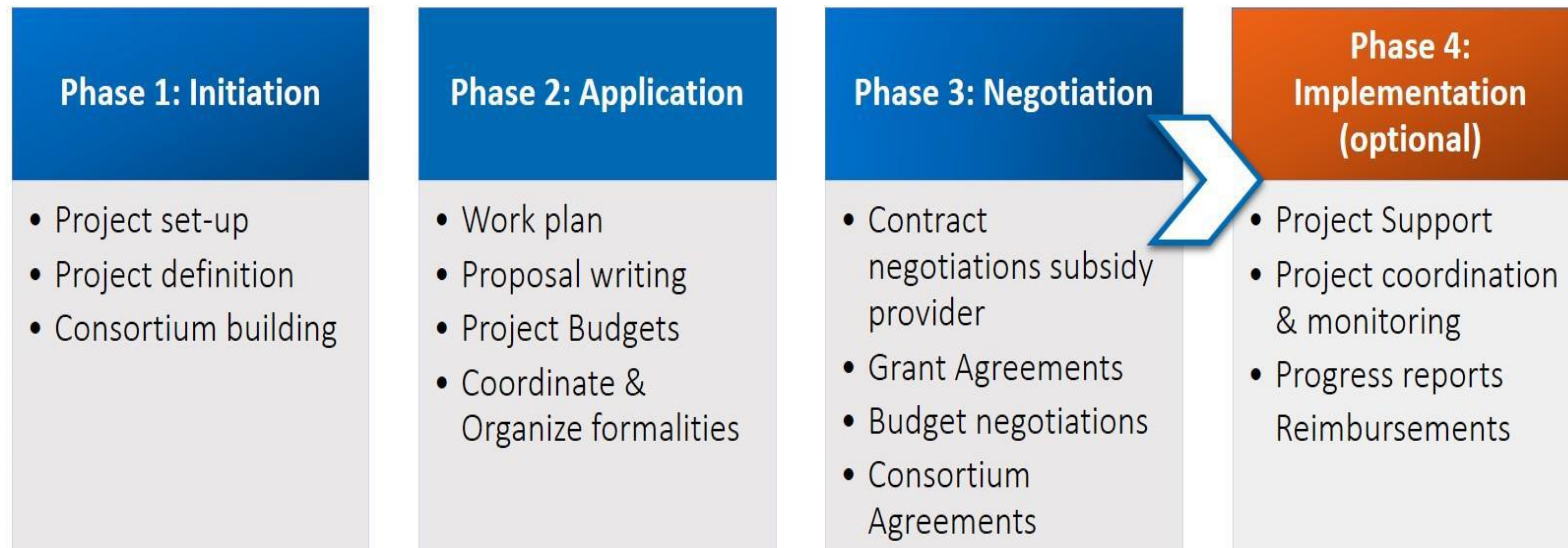 Phase 1: Initiation
• Project set-up
• Project definition
• Consortium building
Phase 2: Application
• Work plan
• Proposal writing
• Project Budgets
• Coordinate &
Organize formalities
Phase 3: Negotiation
• Contract
negotiations subsidy
provider
• Grant Agreements
• Budget negotiations
• Consortium
Agreements
Phase 4:
Implementation
(optional)
• Project Support
• Project coordination
& monitoring
• Progress reports
Reimbursements